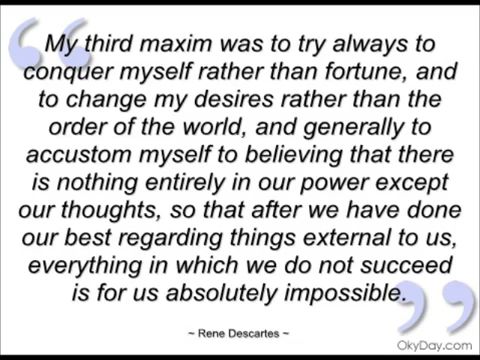 My third maxim was to try always to
conquer myself rather than fortune, and
to change my desires rather than the
order of the world, and generally to
accustom myself to believing that there
is nothing entirely in our power except
our thoughts, so that after we have done
our best regarding things external to us,
everything in which we do not succeed
is for us absolutely impossible.
~ Rene Descartes ~
OkyDay.com